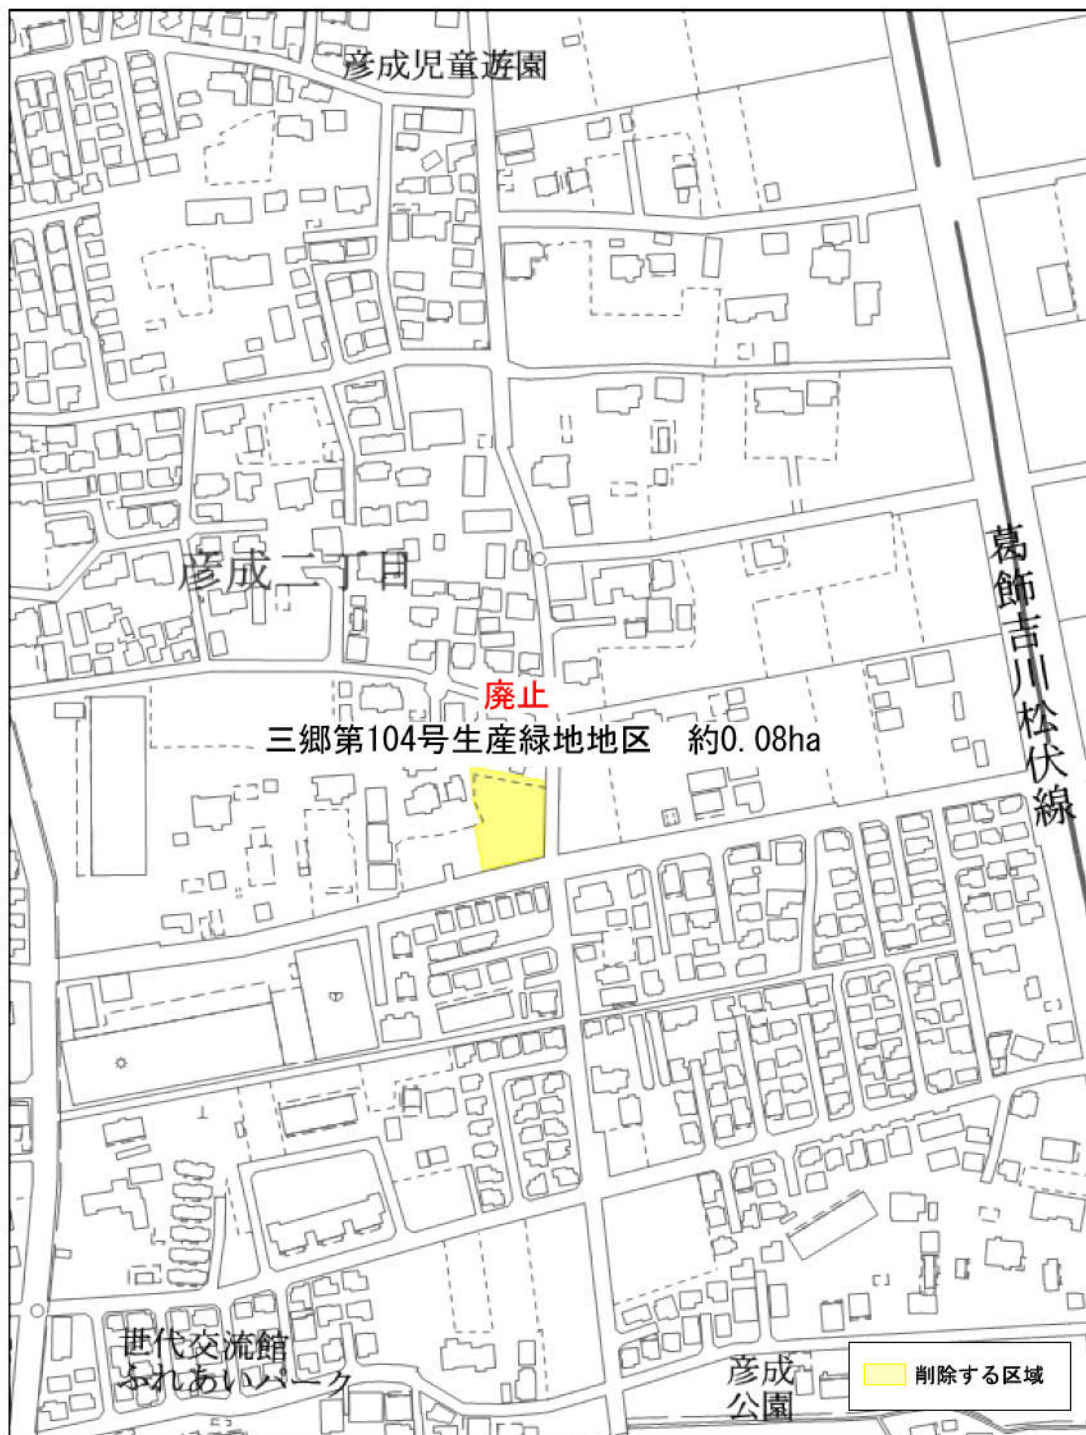 彦成児童遊園
彦成二丁目
葛飾吉川松伏線
廃止
三郷第104号生産緑地地区　約0.08ha
世代交流館
ふれあいパーク
彦成
公園
削除する区域